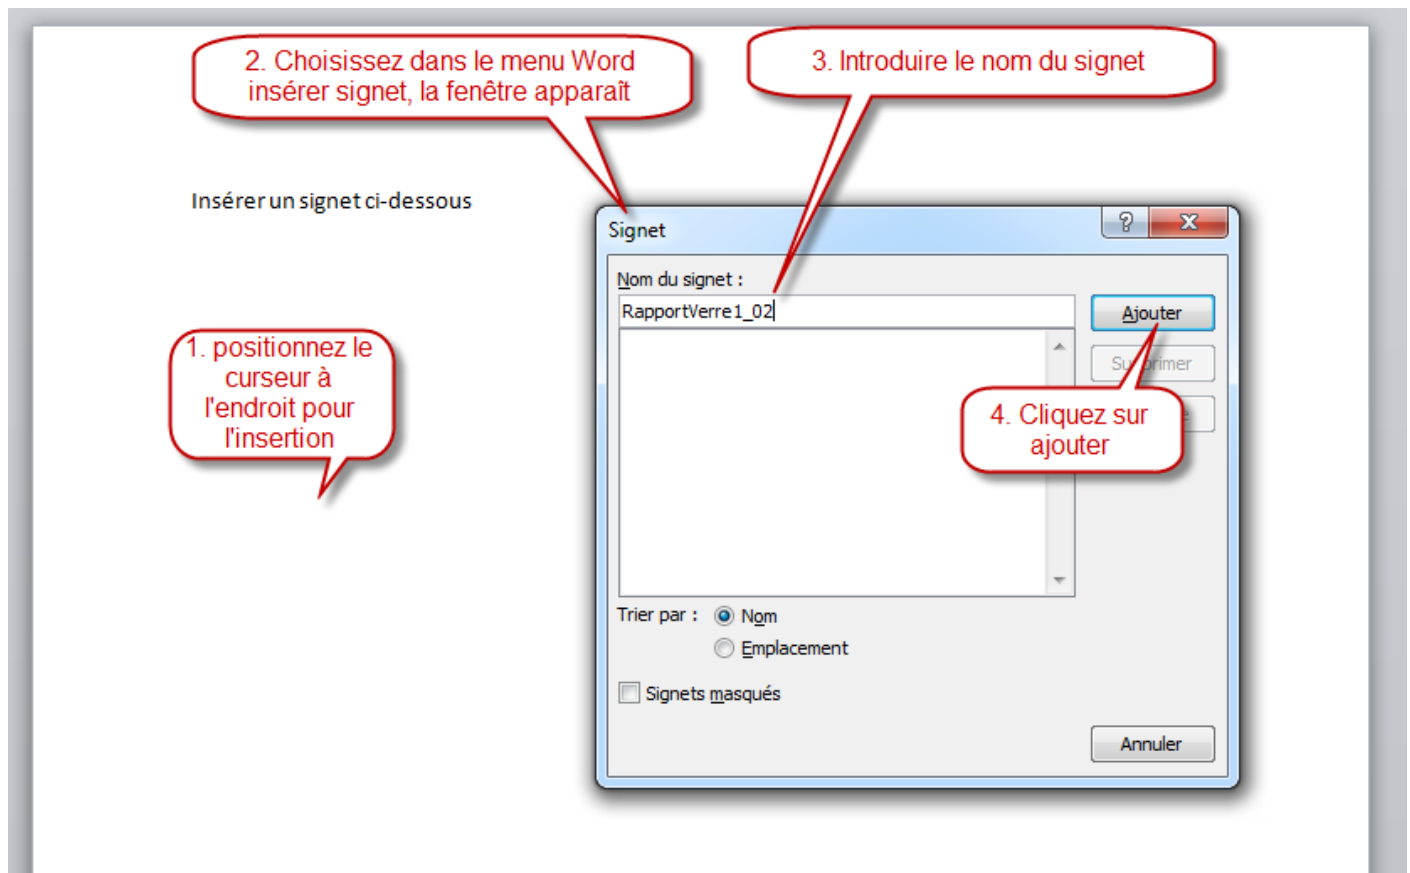 2. Choisissez dans le menu Word
insérer signet, la fenêtre apparaît
3. Introduire le nom du signet
Insérer un signet ci-dessous
Signet
Nom du signet :
RapportVerre1_02
Ajouter
1. positionnez le
curseur à
l'endroit pour
l'insertion
4. Cliquez sur
ajouter
Trier par :
Nom
Emplacement
Signets masqués
Annuler